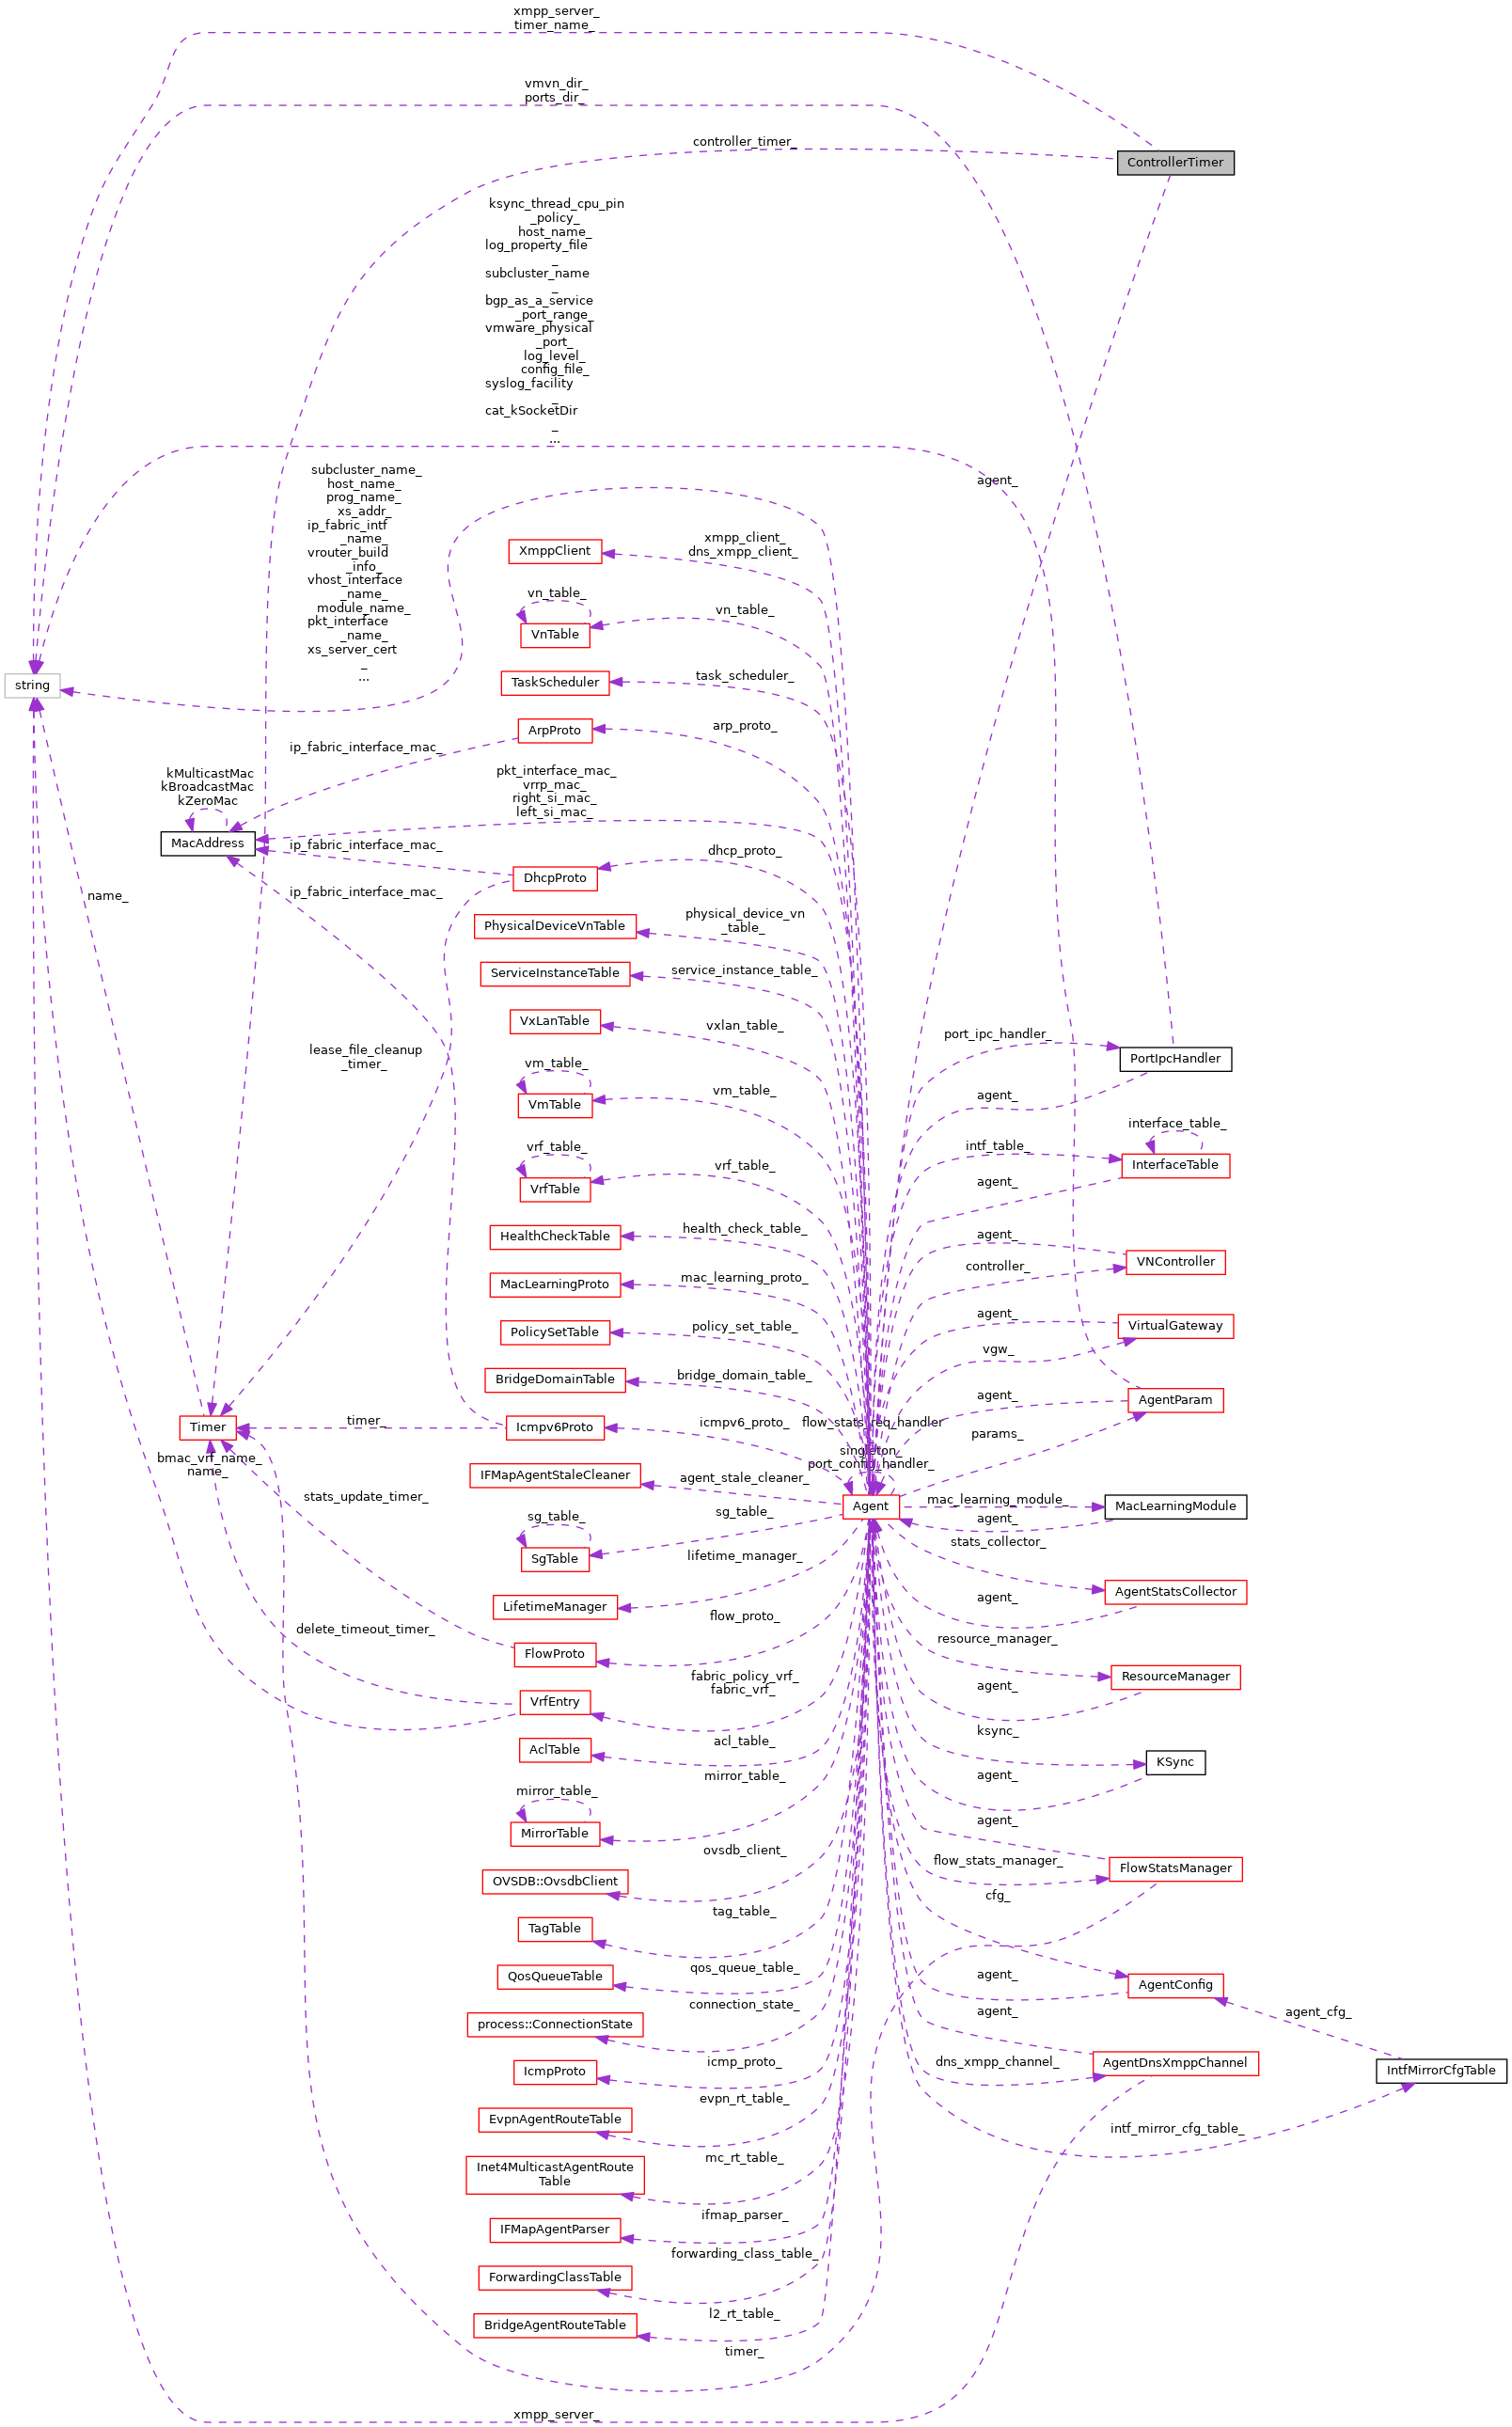 xmpp_server_
timer_name_
vmvn_dir_
ports_dir_
controller_timer_
ControllerTimer
ksync_thread_cpu_pin
_policy_
host_name_
log_property_file
_
subcluster_name
_
bgp_as_a_service
_port_range_
vmware_physical
_port_
log_level_
config_file_
syslog_facility
_
cat_kSocketDir
_
...
subcluster_name_
host_name_
prog_name_
xs_addr_
ip_fabric_intf
_name_
vrouter_build
_info_
vhost_interface
_name_
module_name_
pkt_interface
_name_
xs_server_cert
_
...
agent_
xmpp_client_
dns_xmpp_client_
XmppClient
vn_table_
vn_table_
VnTable
task_scheduler_
TaskScheduler
string
arp_proto_
ArpProto
ip_fabric_interface_mac_
kMulticastMac
kBroadcastMac
kZeroMac
pkt_interface_mac_
vrrp_mac_
right_si_mac_
left_si_mac_
MacAddress
ip_fabric_interface_mac_
dhcp_proto_
DhcpProto
name_
ip_fabric_interface_mac_
physical_device_vn
_table_
PhysicalDeviceVnTable
service_instance_table_
ServiceInstanceTable
vxlan_table_
VxLanTable
port_ipc_handler_
PortIpcHandler
lease_file_cleanup
_timer_
vm_table_
vm_table_
VmTable
agent_
interface_table_
vrf_table_
vrf_table_
VrfTable
intf_table_
InterfaceTable
agent_
health_check_table_
HealthCheckTable
agent_
VNController
controller_
mac_learning_proto_
MacLearningProto
policy_set_table_
PolicySetTable
agent_
VirtualGateway
vgw_
bridge_domain_table_
BridgeDomainTable
agent_
AgentParam
params_
timer_
Timer
Icmpv6Proto
icmpv6_proto_
flow_stats_req_handler
_
singleton_
port_config_handler_
bmac_vrf_name_
name_
IFMapAgentStaleCleaner
agent_stale_cleaner_
stats_update_timer_
Agent
mac_learning_module_
MacLearningModule
agent_
sg_table_
sg_table_
SgTable
stats_collector_
AgentStatsCollector
agent_
lifetime_manager_
LifetimeManager
flow_proto_
FlowProto
delete_timeout_timer_
resource_manager_
ResourceManager
agent_
fabric_policy_vrf_
fabric_vrf_
VrfEntry
acl_table_
AclTable
ksync_
KSync
agent_
mirror_table_
mirror_table_
MirrorTable
agent_
flow_stats_manager_
FlowStatsManager
ovsdb_client_
OVSDB::OvsdbClient
cfg_
tag_table_
TagTable
qos_queue_table_
QosQueueTable
agent_
AgentConfig
connection_state_
process::ConnectionState
agent_
agent_cfg_
icmp_proto_
IcmpProto
dns_xmpp_channel_
AgentDnsXmppChannel
IntfMirrorCfgTable
evpn_rt_table_
EvpnAgentRouteTable
intf_mirror_cfg_table_
mc_rt_table_
Inet4MulticastAgentRoute
Table
ifmap_parser_
IFMapAgentParser
forwarding_class_table_
ForwardingClassTable
l2_rt_table_
BridgeAgentRouteTable
timer_
xmpp_server_